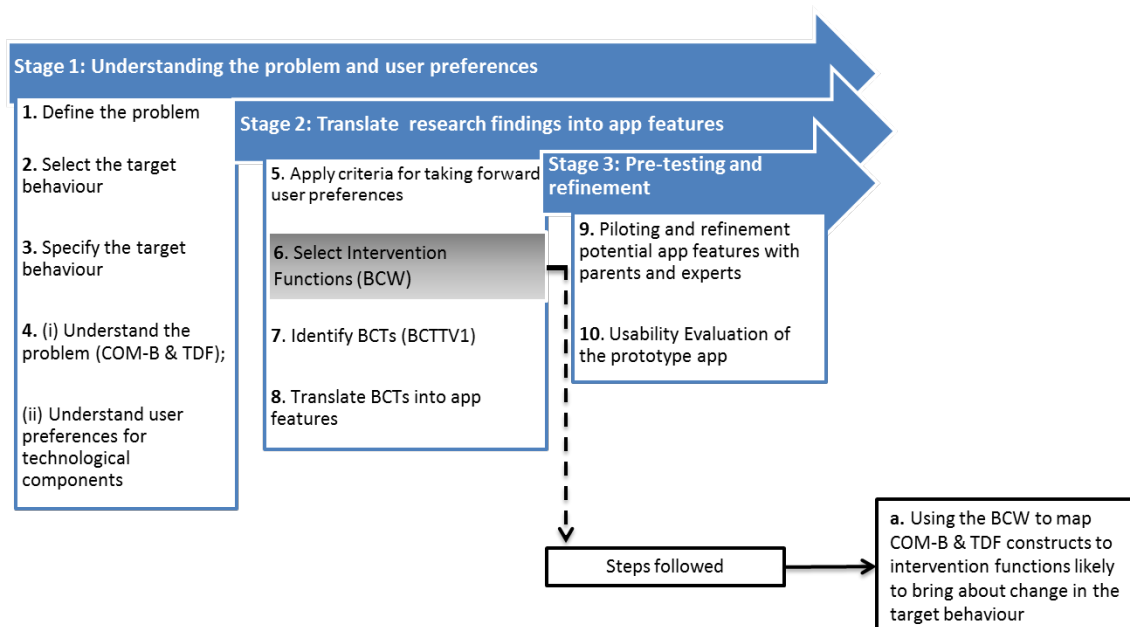 Stage 1: Understanding the problem and user preferences
1. Define the problem
2. Select the target
behaviour
3. Specify the target
behaviour
4. (i) Understand the
problem (COM-B & TDF);
(ii) Understand user
preferences for
technological
components
Stage 2: Translate research findings into app features
5. Apply criteria for taking forward
user preferences
6. Select Intervention
Functions (BCW)
7. Identify BCTs (BCTTV1)
8. Translate BCTs into app
features
Stage 3: Pre-testing and
refinement
9. Piloting and refinement
potential app features with
parents and experts
10. Usability Evaluation of
the prototype app
Steps followed
a. Using the BCW to map
COM-B & TDF constructs to
intervention functions likely
to bring about change in the
target behaviour